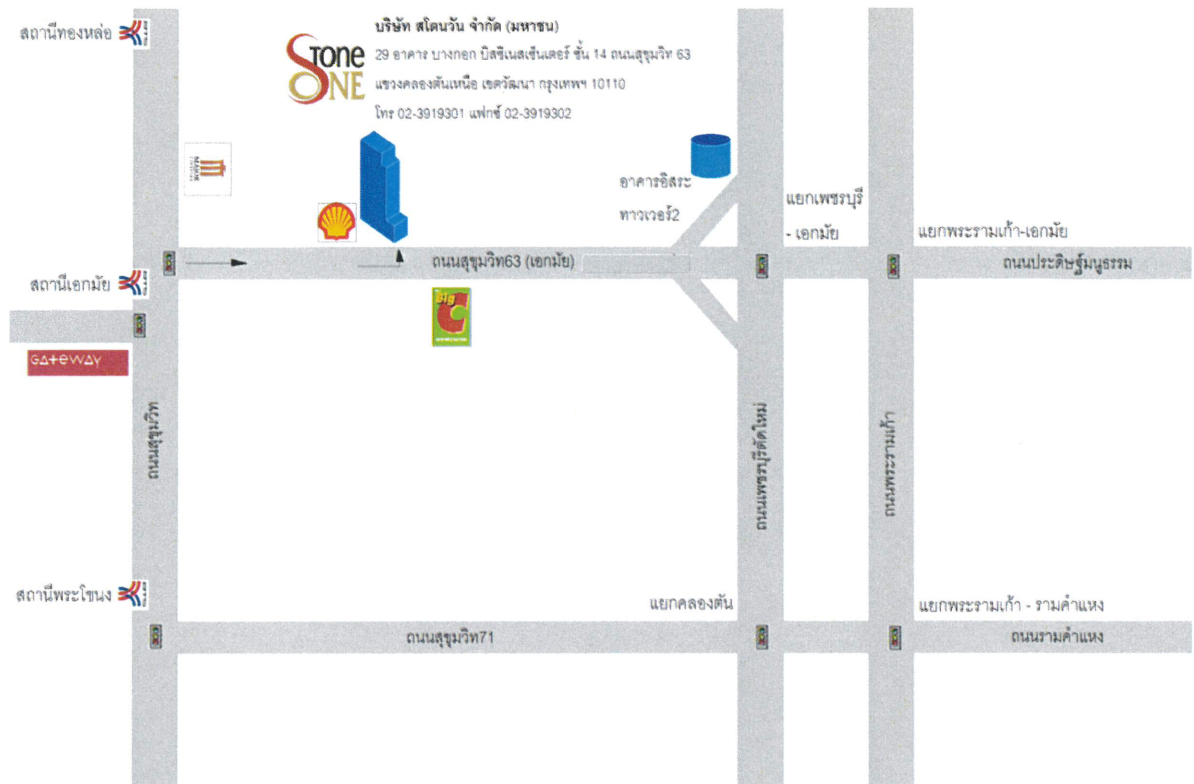 สถานีทองหล่อ
บริษัท สโตนวัน จำกัด (มหาชน)
STONE ONE
29 อาคาร บางกอก บิสซิเนสเซ็นเตอร์ ชั้น 14 ถนนสุขุมวิท 63
แขวงคลองตันเหนือ เขตวัฒนา กรุงเทพฯ 10110
โทร 02-3919301 แฟกซ์ 02-3919302
อาคารอิสระ
ทาวเวอร์2
แยกเพชรบุรี
- เอกมัย
แยกพระรามเก้า-เอกมัย
ถนนสุขุมวิท63 (เอกมัย)
ถนนประดิษฐ์มนูธรรม
สถานีเอกมัย
Big C
GATEWAY
ถนนสุขุมวิท
ถนนเพชรบุรีตัดใหม่
ถนนพระรามเก้า
สถานีพระโขนง
แยกคลองตัน
แยกพระรามเก้า - รามคำแหง
ถนนสุขุมวิท71
ถนนรามคำแหง